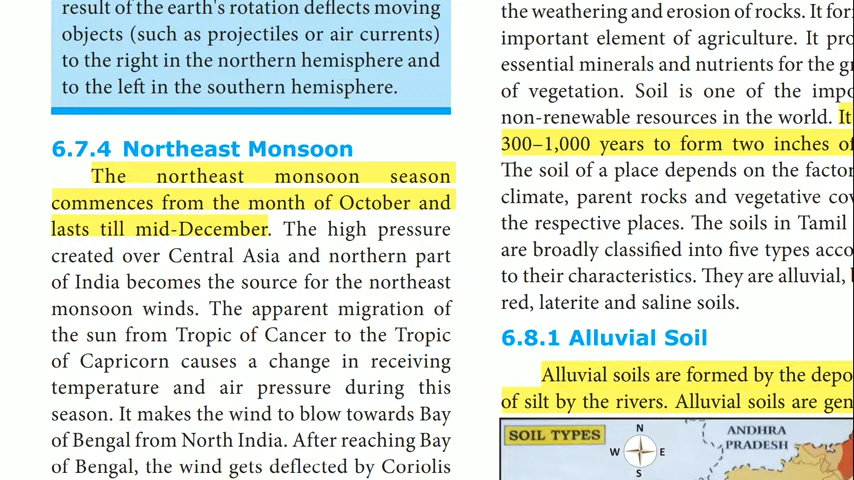 result of the earth's rotation deflects moving
objects (such as projectiles or air currents)
to the right in the northern hemisphere and
to the left in the southern hemisphere.
6.7.4 Northeast Monsoon
The northeast monsoon season
commences from the month of October and
lasts till mid-December. The high pressure
created over Central Asia and northern part
of India becomes the source for the northeast
monsoon winds. The apparent migration of
the sun from Tropic of Cancer to the Tropic
of Capricorn causes a change in receiving
temperature and air pressure during this
season. It makes the wind to blow towards Bay
of Bengal from North India. After reaching Bay
of Bengal, the wind gets deflected by Coriolis
the weathering and erosion of rocks. It
important element of agriculture. It
essential minerals and nutrients for the
of vegetation. Soil is one of the
non-renewable resources in the world. It
300–1,000 years to form two inches of
The soil of a place depends on the
climate, parent rocks and vegetative
the respective places. The soils in Tamil
are broadly classified into five types
to their characteristics. They are alluvial,
red, laterite and saline soils.
6.8.1 Alluvial Soil
Alluvial soils are formed by the
of silt by the rivers. Alluvial soils are
SOIL TYPES
N
W E
S
ANDHRA
PRADESH